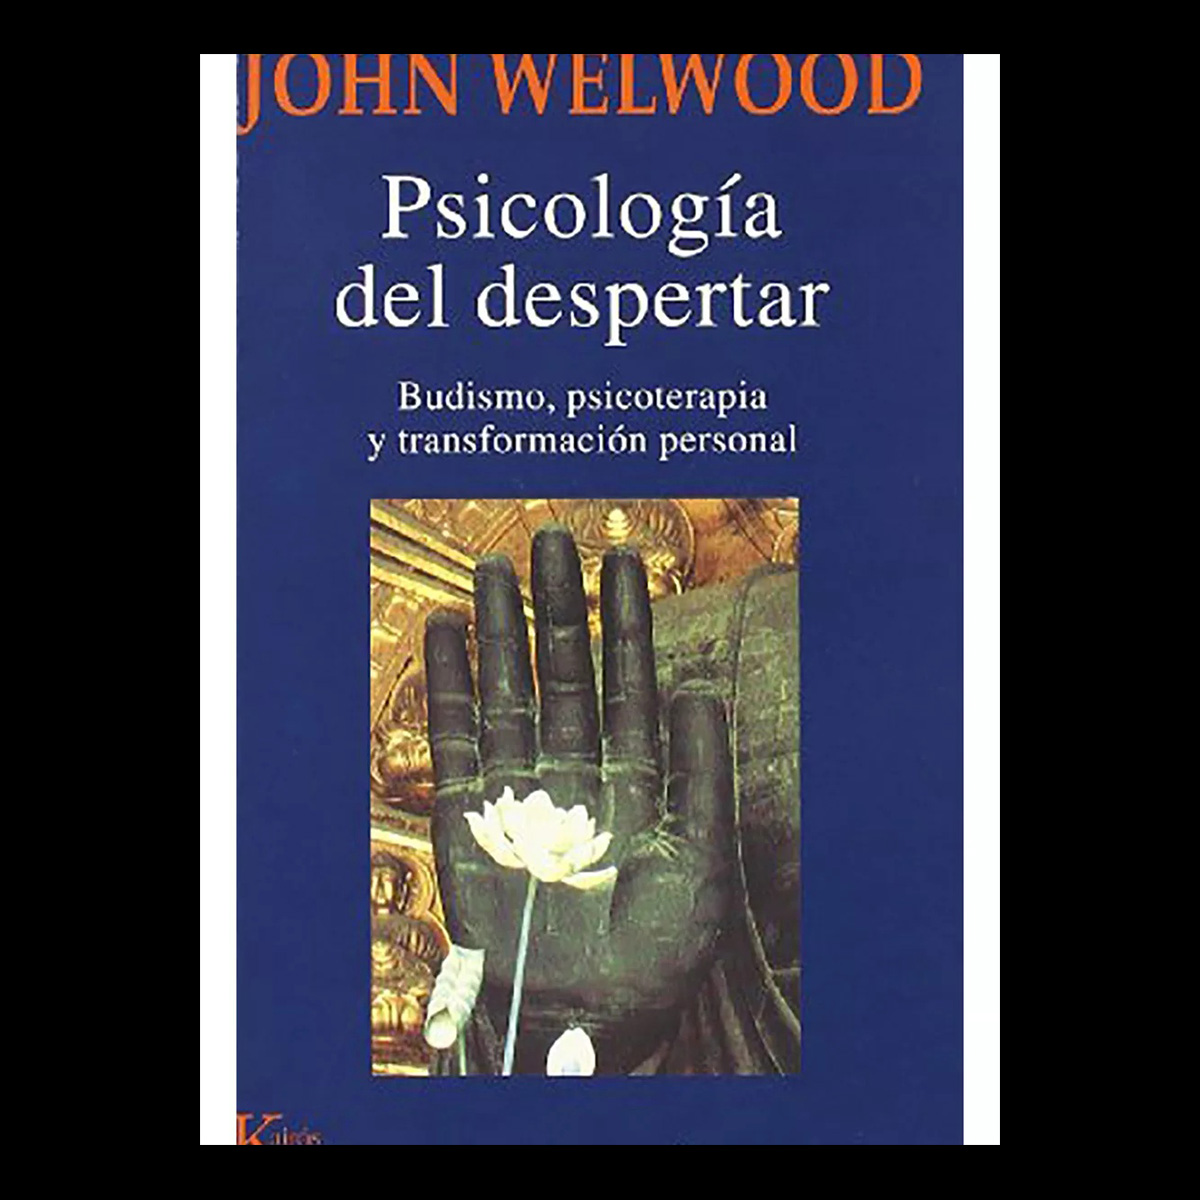 JOHN WELWOOD
Psicología
del despertar
Budismo, psicoterapia
y transformación personal
Kairós